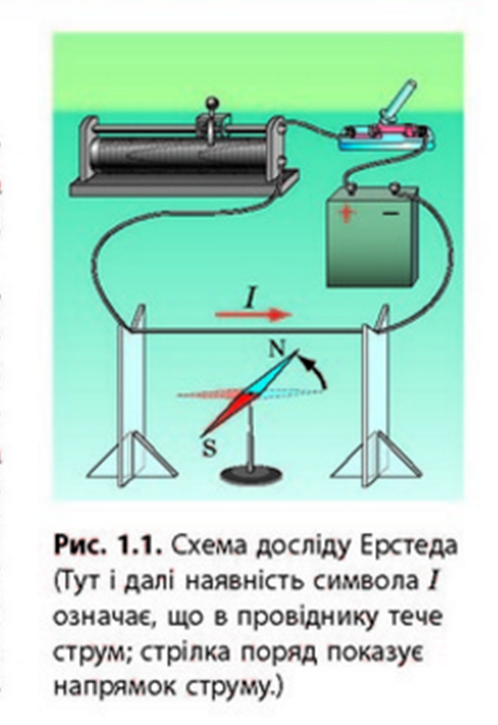 + −
I
N
S
Рис. 1.1. Схема досліду Ерстеда
(Тут і далі наявність символа I
означає, що в провіднику тече
струм; стрілка поряд показує
напрямок струму.)